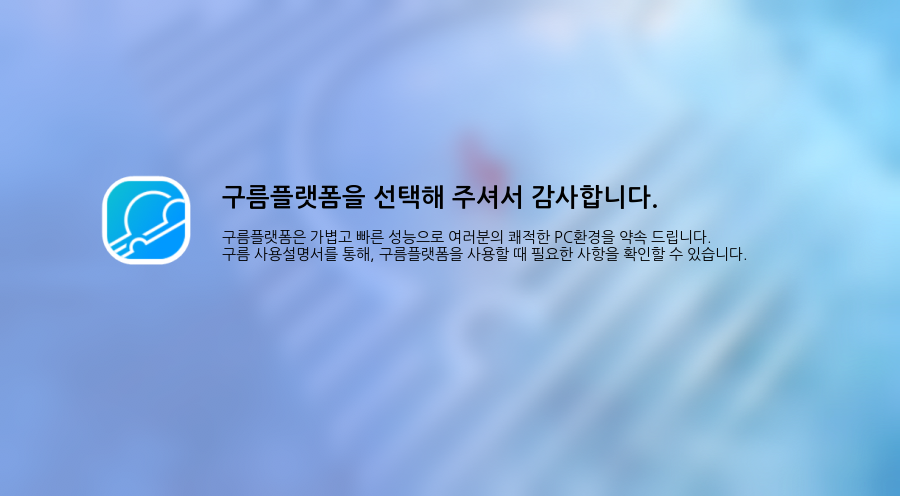 구름플랫폼을 선택해 주셔서 감사합니다.
구름플랫폼은 가볍고 빠른 성능으로 여러분의 쾌적한 PC환경을 약속 드립니다.
구름 사용설명서를 통해, 구름플랫폼을 사용할 때 필요한 사항을 확인할 수 있습니다.